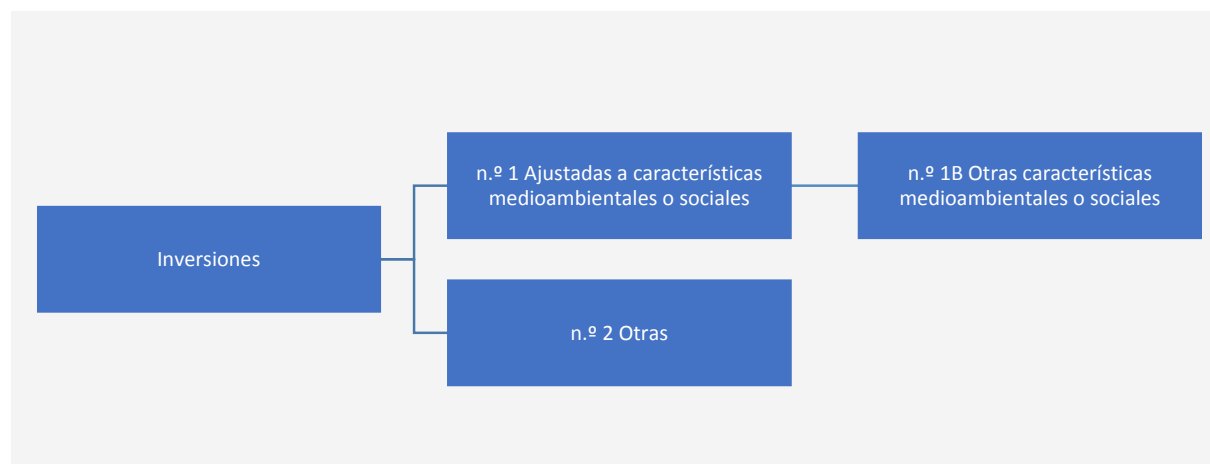 n.º 1 Ajustadas a características
medioambientales o sociales
n.º 1B Otras características
medioambientales o sociales
Inversiones
n.º 2 Otras